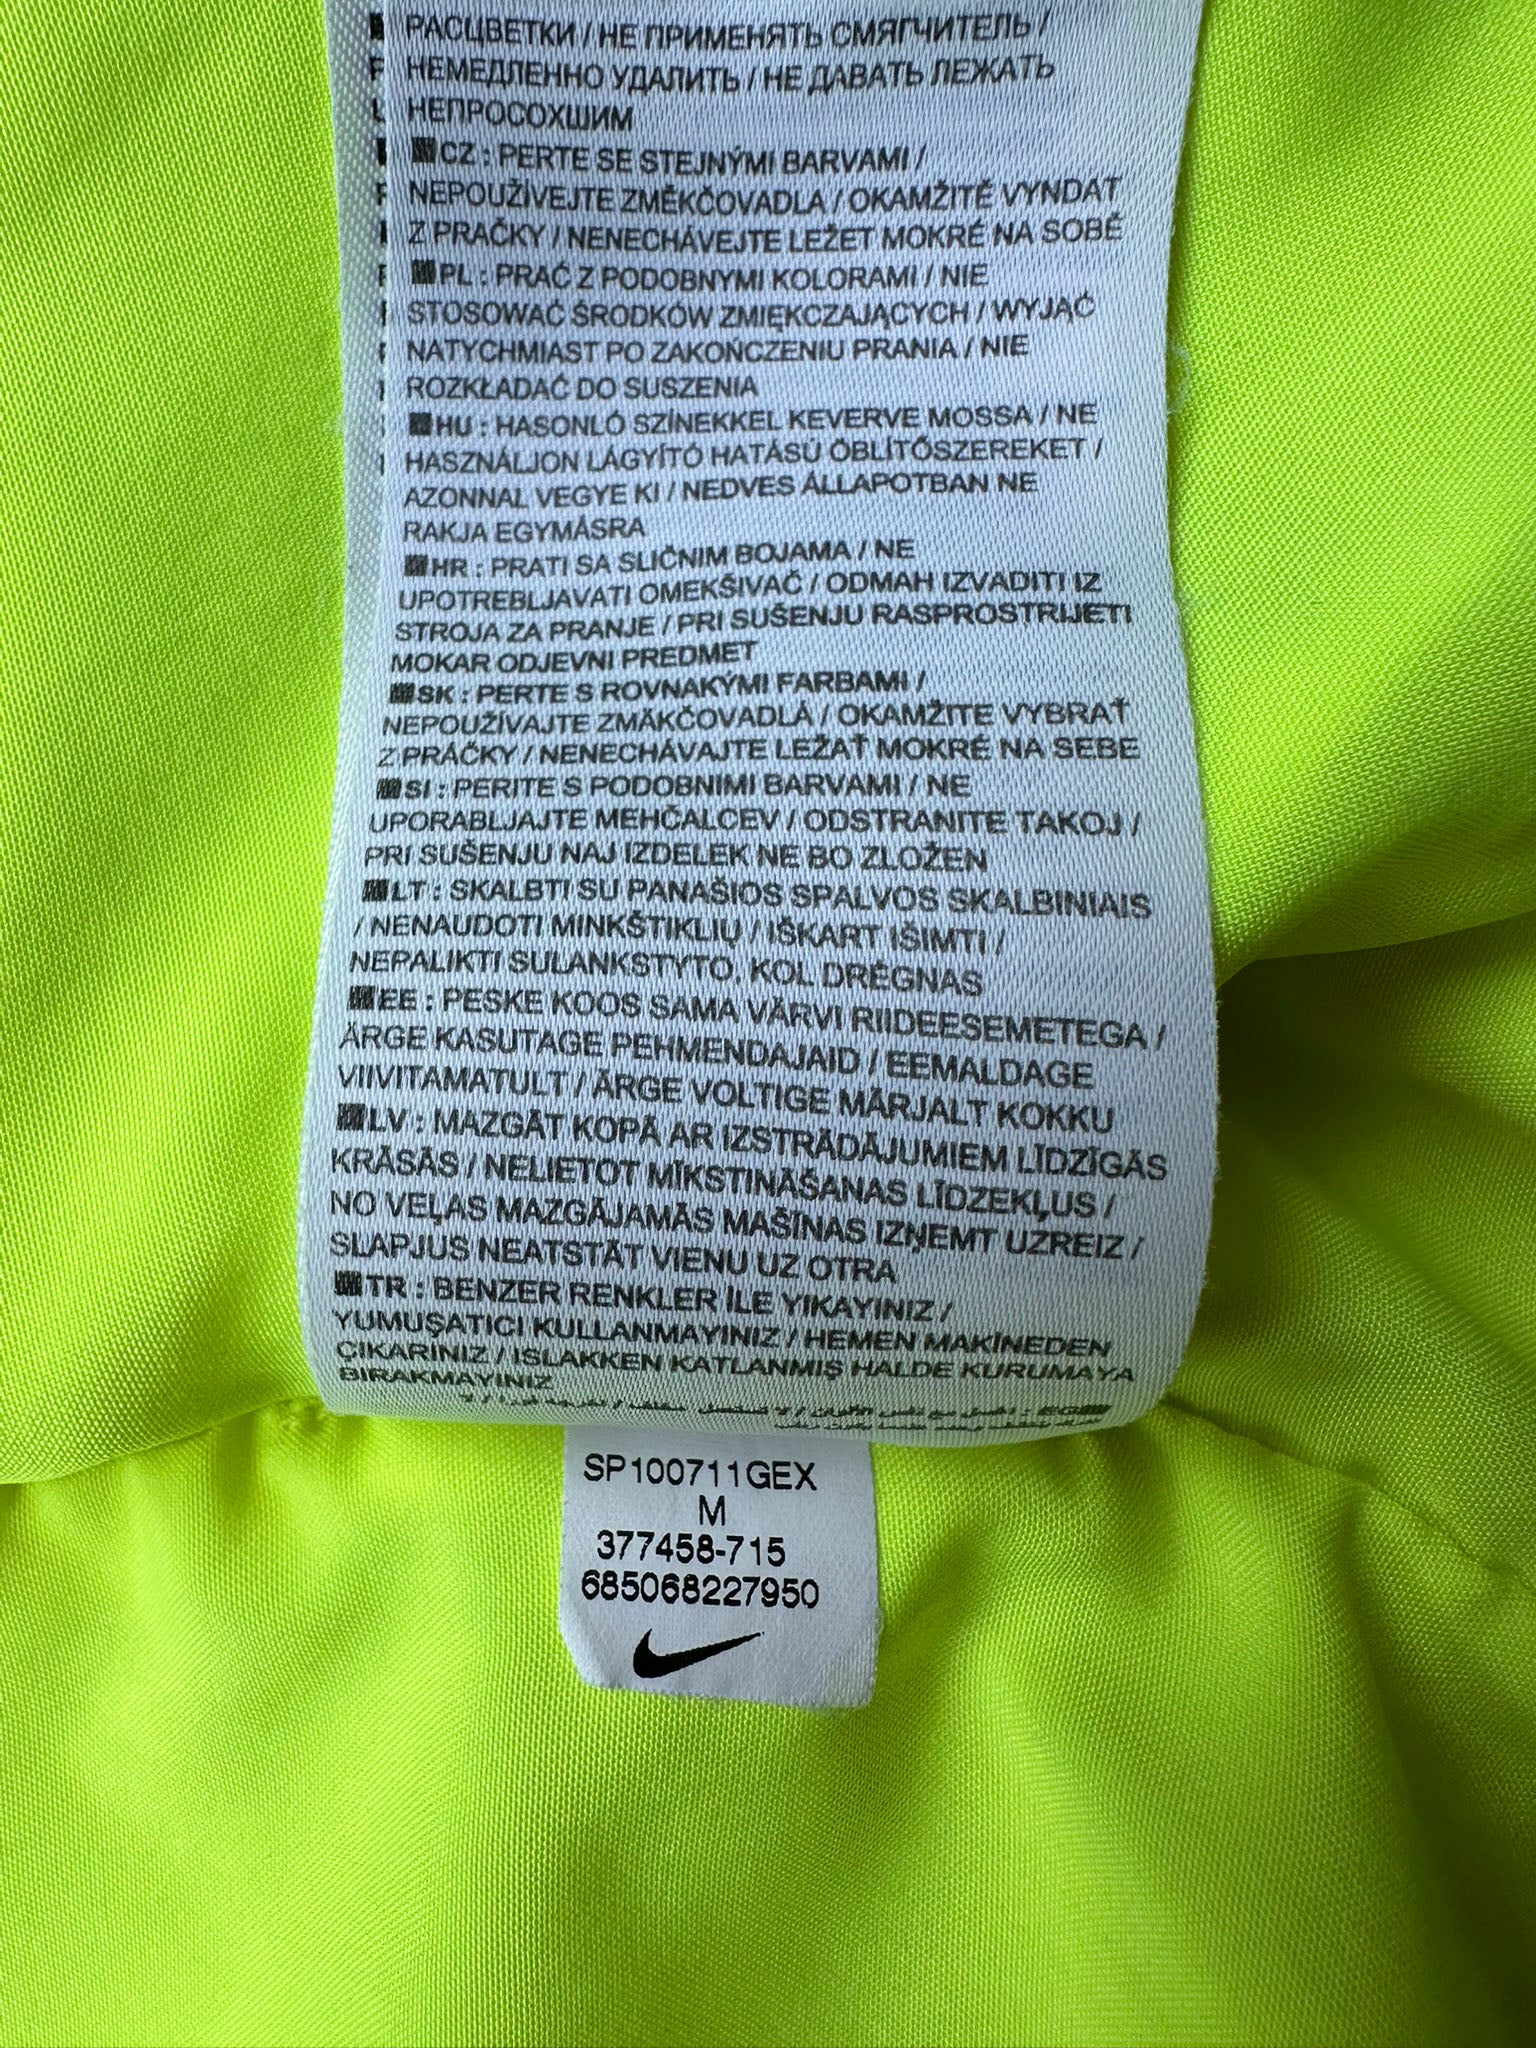 РАСЦВЕТКИ / НЕ ПРИМЕНЯТЬ СМЯГЧИТЕЛЬ /
НЕМЕДЛЕННО УДАЛИТЬ / НЕ ДАВАТЬ ЛЕЖАТЬ
НЕПРОСОХШИМ
CZ : PERTE SE STEJNÝMI BARVAMI /
NEPOUŽÍVEJTE ZMĚKČOVADLA / OKAMŽITĚ VYNDAT
Z PRAČKY / NENECHÁVEJTE LEŽET MOKRÉ NA SOBĚ
PL : PRAĆ Z PODOBNYMI KOLORAMI / NIE
STOSOWAĆ ŚRODKÓW ZMIĘKCZAJĄCYCH / WYJĄĆ
NATYCHMIAST PO ZAKOŃCZENIU PRANIA / NIE
ROZKŁADAĆ DO SUSZENIA
HU : HASONLÓ SZÍNEKKEL KEVERVE MOSSA / NE
HASZNÁLJON LÁGYÍTÓ HATÁSÚ ÖBLÍTŐSZEREKET /
AZONNAL VEGYE KI / NEDVES ÁLLAPOTBAN NE
RAKJA EGYMÁSRA
HR : PRATI SA SLIČNIM BOJAMA / NE
UPOTREBLJAVATI OMEKŠIVAČ / ODMAH IZVADITI IZ
STROJA ZA PRANJE / PRI SUŠENJU RASPROSTRIJETI
MOKAR ODJEVNI PREDMET
SK : PERTE S ROVNAKÝMI FARBAMI /
NEPOUŽÍVAJTE ZMÄKČOVADLÁ / OKAMŽITE VYBRAŤ
Z PRÁČKY / NENECHÁVAJTE LEŽAŤ MOKRÉ NA SEBE
SI : PERITE S PODOBNIMI BARVAMI / NE
UPORABLJAJTE MEHČALCEV / ODSTRANITE TAKOJ /
PRI SUŠENJU NAJ IZDELEK NE BO ZLOŽEN
LT : SKALBTI SU PANAŠIOS SPALVOS SKALBINIAIS
/ NENAUDOTI MINKŠTIKLIŲ / IŠKART IŠIMTI /
NEPALIKTI SULANKSTYTO, KOL DRĖGNAS
EE : PESKE KOOS SAMA VÄRVI RIIDEESEMETEGA /
ÄRGE KASUTAGE PEHMENDAJAID / EEMALDAGE
VIIVITAMATULT / ÄRGE VOLTIGE MÄRJALT KOKKU
LV : MAZGĀT KOPĀ AR IZSTRĀDĀJUMIEM LĪDZĪGĀS
KRĀSĀS / NELIETOT MĪKSTINĀŠANAS LĪDZEKĻUS /
NO VEĻAS MAZGĀJAMĀS MAŠĪNAS IZŅEMT UZREIZ /
SLAPJUS NEATSTĀT VIENU UZ OTRA
TR : BENZER RENKLER İLE YIKAYINIZ /
YUMUŞATICI KULLANMAYINIZ / HEMEN MAKİNEDEN
ÇIKARINIZ / ISLAKKEN KATLANMIŞ HALDE KURUMAYA
BIRAKMAYINIZ
EG :
SP100711GEX
M
377458-715
685068227950